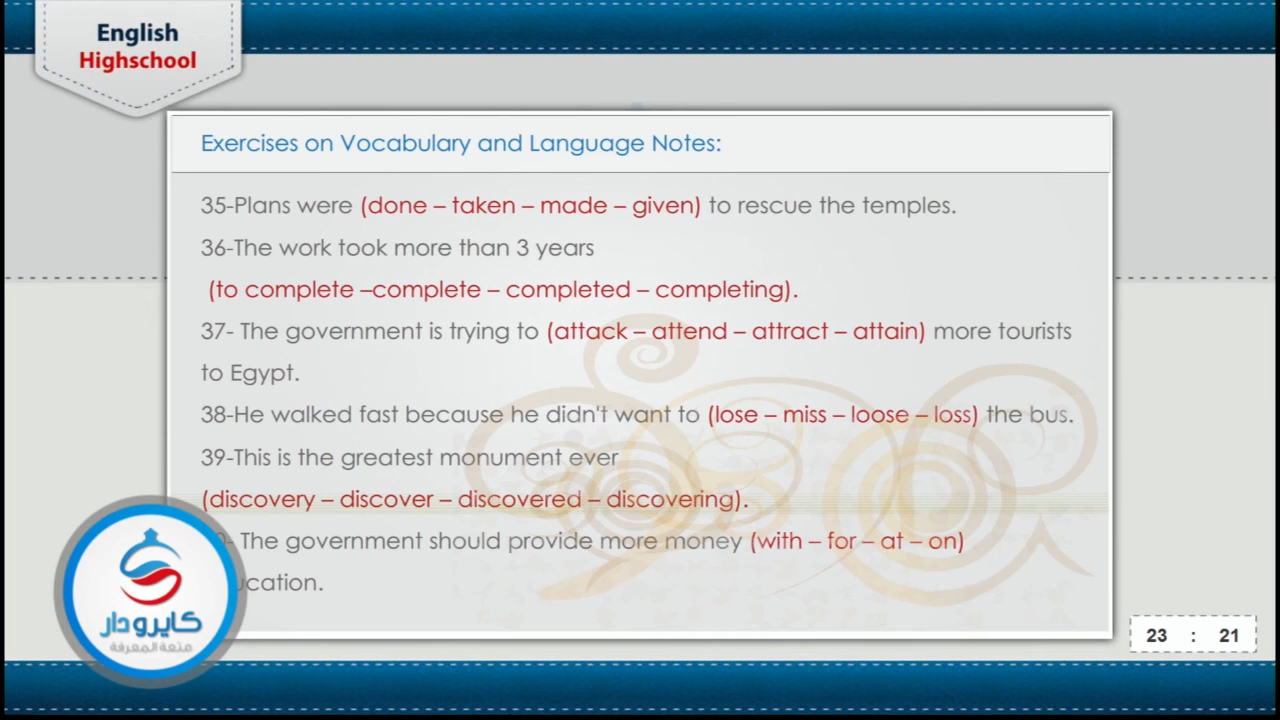 English
Highschool
Exercises on Vocabulary and Language Notes:
35-Plans were (done – taken – made – given) to rescue the temples.
36-The work took more than 3 years
(to complete –complete – completed – completing).
37- The government is trying to (attack – attend – attract – attain) more tourists
to Egypt.
38-He walked fast because he didn't want to (lose – miss – loose – loss) the bus.
39-This is the greatest monument ever
(discovery – discover – discovered – discovering).
0- The government should provide more money (with – for – at – on)
ucation.
كايرودار
متعة المعرفة
23 : 21